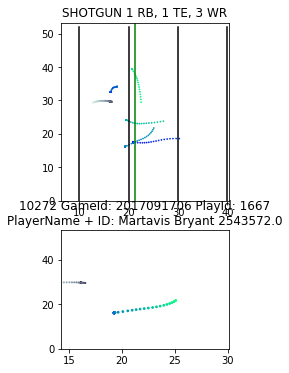 SHOTGUN 1 RB, 1 TE, 3 WR
50
40
30
20
10
0
10 20 30 40
10272 GameId: 2017091706 PlayId: 1667
PlayerName + ID: Martavis Bryant 2543572.0
40
20
0
15 20 25 30